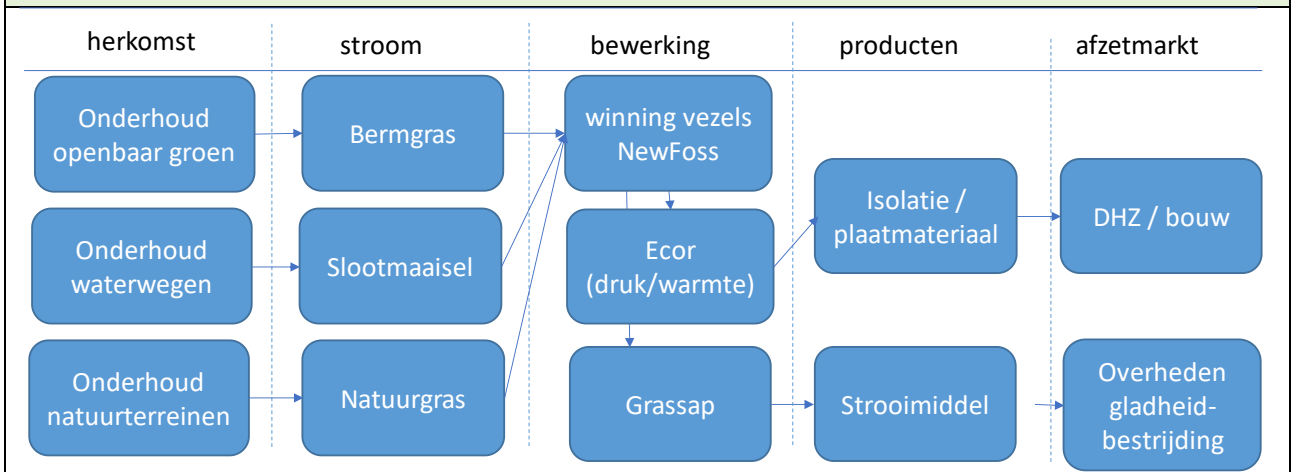 herkomst
stroom
bewerking
producten
afzetmarkt
Onderhoud
openbaar groen
Bermgras
winning vezels
NewFoss
Isolatie /
plaatmateriaal
DHZ / bouw
Onderhoud
waterwegen
Slootmaaisel
Ecor
(druk/warmte)
Onderhoud
natuurterreinen
Natuurgras
Grassap
Strooimiddel
Overheden
gladheid-
bestrijding